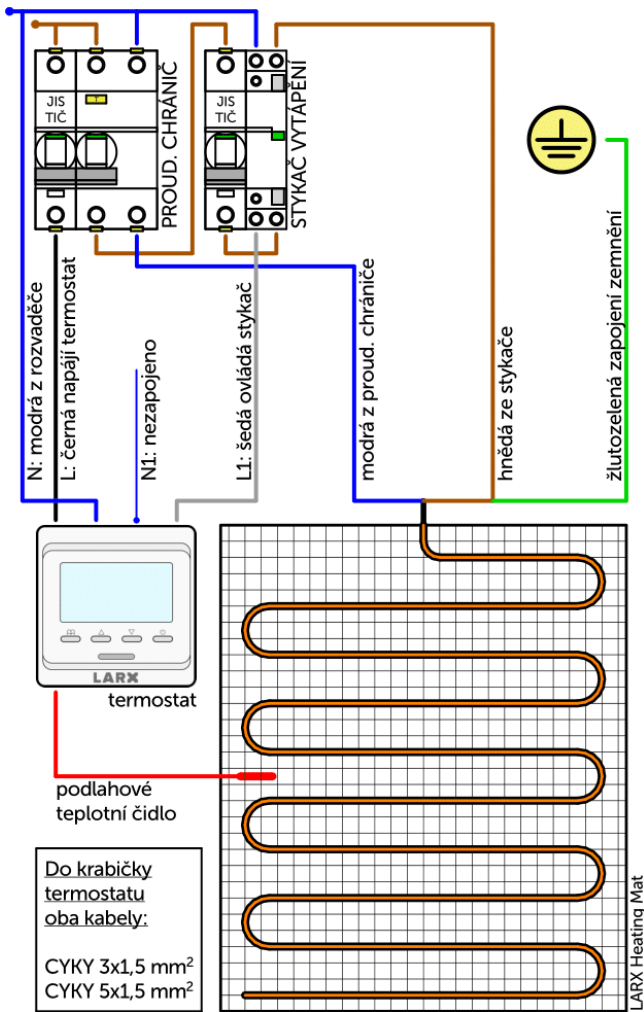 JIS
TIČ
PROUD. CHRÁNIČ
JIS
TIČ
STYKAČ VYTÁPĚNÍ
N: modrá z rozvaděče
L: černá napájí termostat
N1: nezapojeno
L1: šedá ovládá stykač
modrá z proud. chrániče
hnědá ze stykače
žlutozelená zapojení zemnění
LARX
termostat
podlahové
teplotní čidlo
Do krabičky
termostatu
oba kabely:
CYKY 3x1,5 mm²
CYKY 5x1,5 mm²
LARX Heating Mat